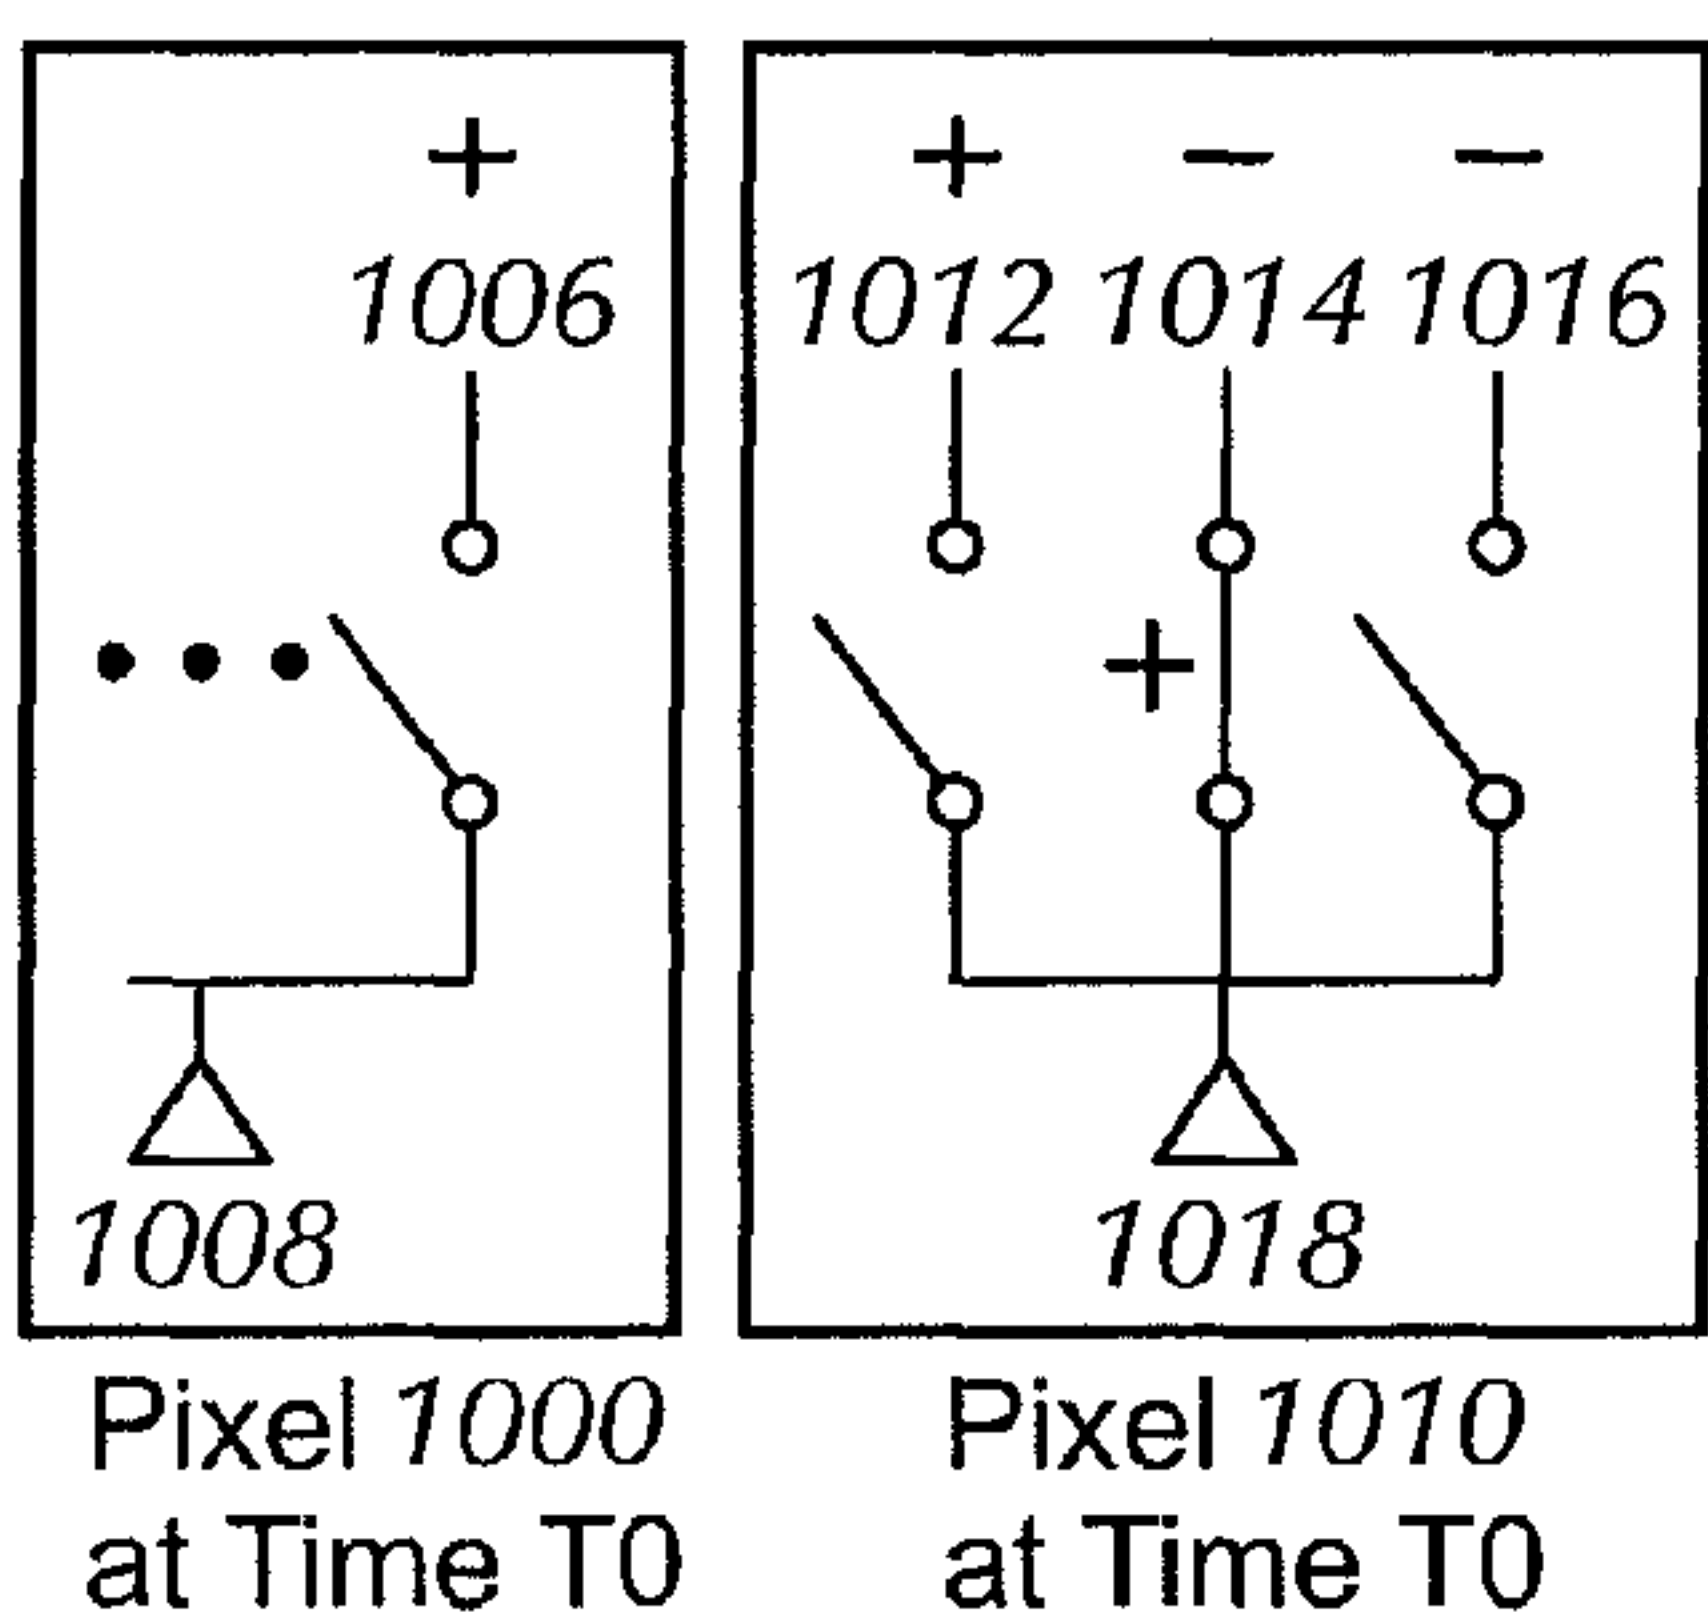 + + − −
1006 1012 1014 1016
+
1008 1018
Pixel 1000
at Time T0
Pixel 1010
at Time T0